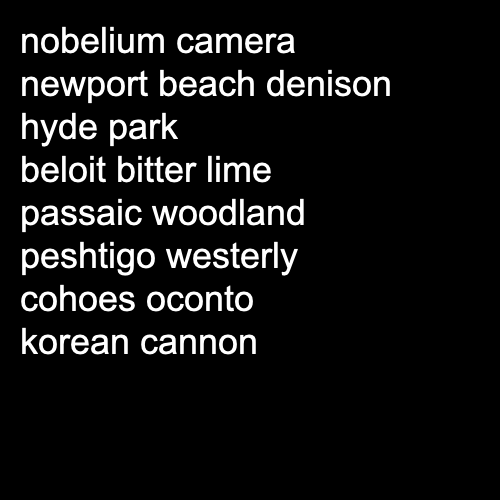 nobelium camera
newport beach denison
hyde park
beloit bitter lime
passaic woodland
peshtigo westerly
cohoes oconto
korean cannon